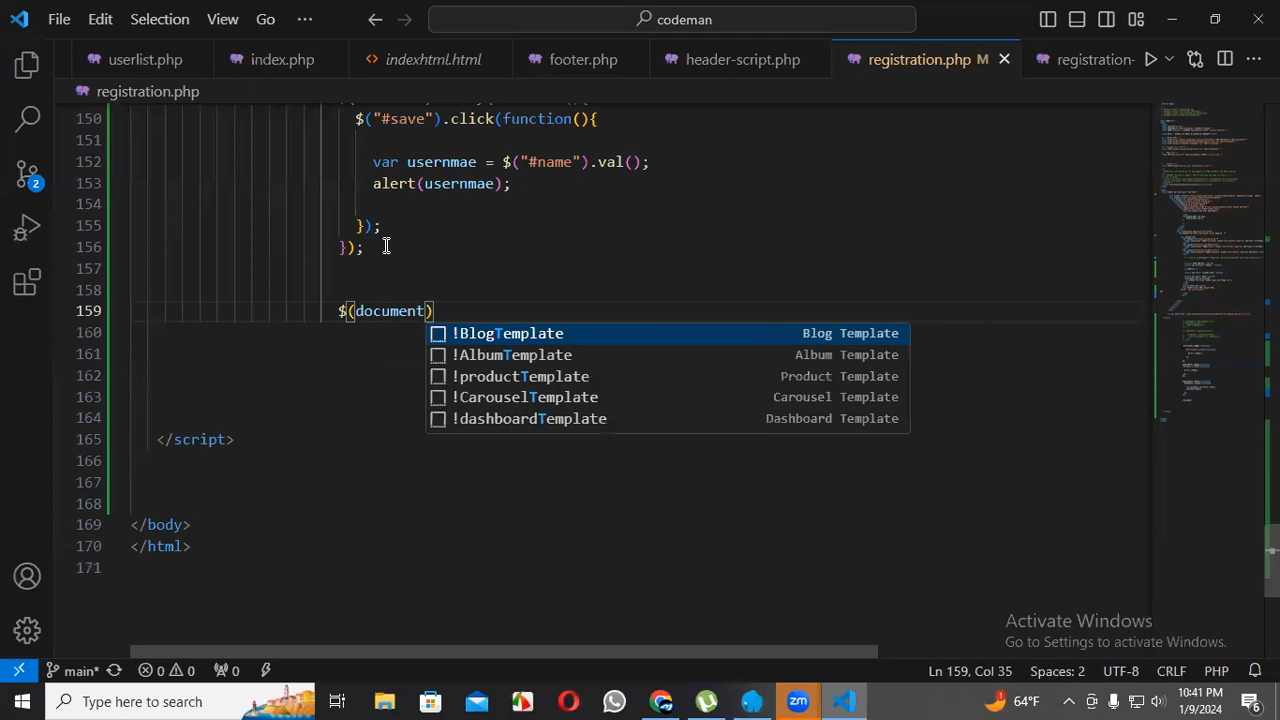 File Edit Selection View Go ··· codeman
userlist.php index.php indexhtml.html footer.php header-script.php registration.php M registration-
registration.php
150 $("#save").click(function(){
151
152 var usernmae = $("#name").val();
153 alert(usernmae ;
154
155 });
156 });
157
158
159 $(document)
160 !BlogTemplate Blog Template
161 !AlbumTemplate Album Template
162 !productTemplate Product Template
163 !CarouselTemplate Carousel Template
164 !dashboardTemplate Dashboard Template
165 </script>
166
167
168
169 </body>
170 </html>
171
2
Activate Windows
Go to Settings to activate Windows.
main* 0 0 0 Ln 159, Col 35 Spaces: 2 UTF-8 CRLF PHP
Type here to search zm 64°F 10:41 PM
1/9/2024 6